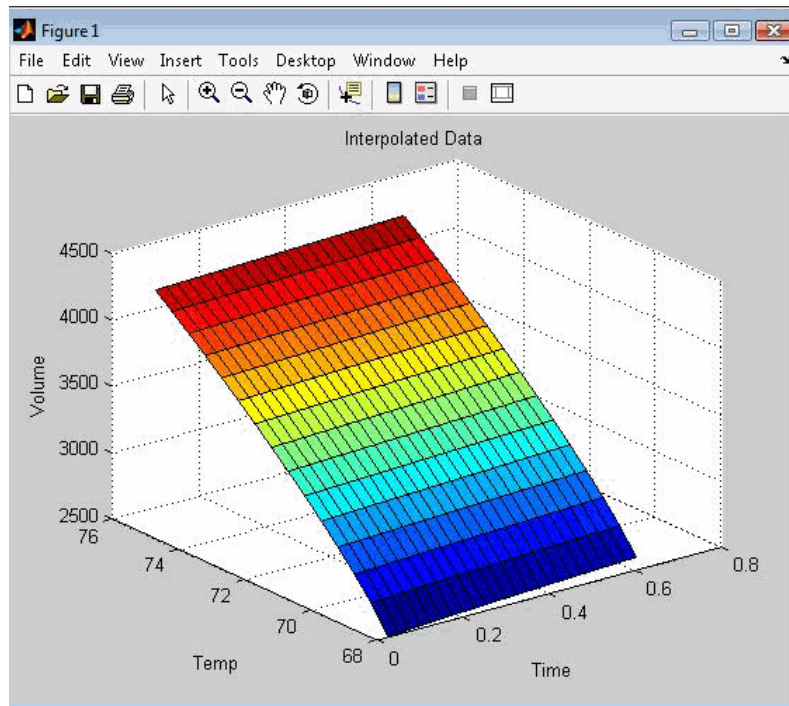 Figure 1
File Edit View Insert Tools Desktop Window Help
Interpolated Data
4500
4000
3500
3000
2500
Volume
76
74
72
70
68
Temp
0
0.2
0.4
0.6
0.8
Time